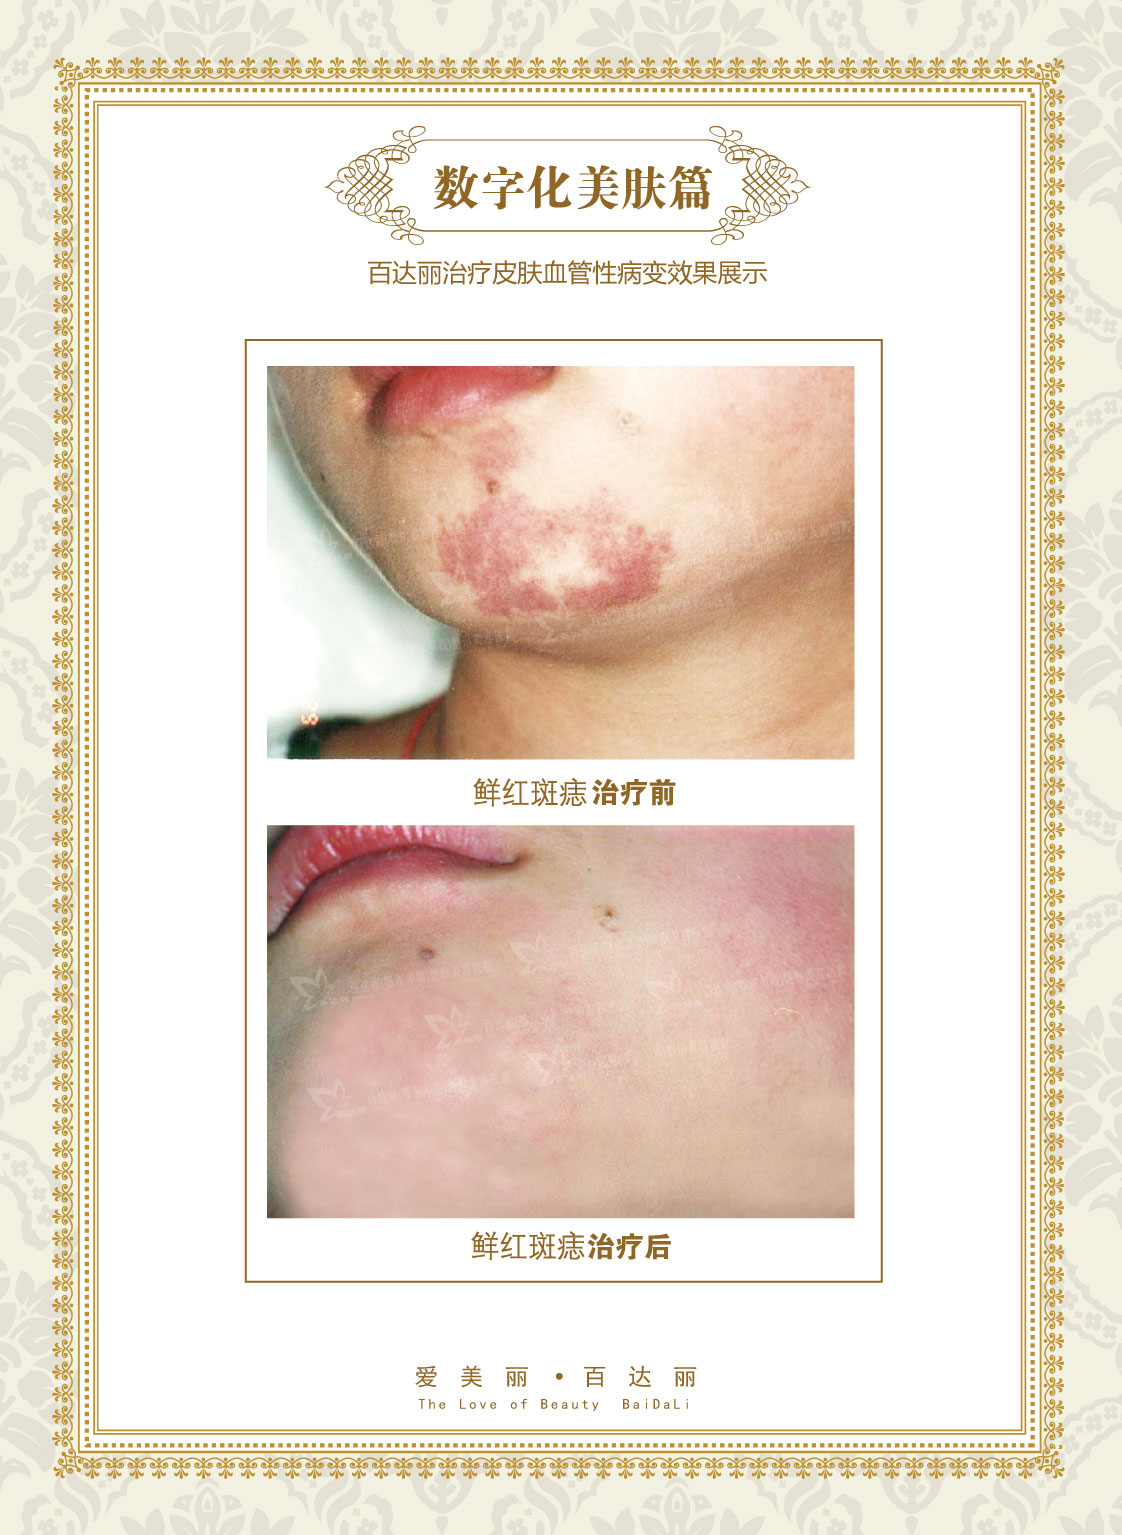 数字化美肤篇
百达丽治疗皮肤血管性病变效果展示
鲜红斑痣治疗前
鲜红斑痣治疗后
爱美丽·百达丽
The Love of Beauty BaiDaLi